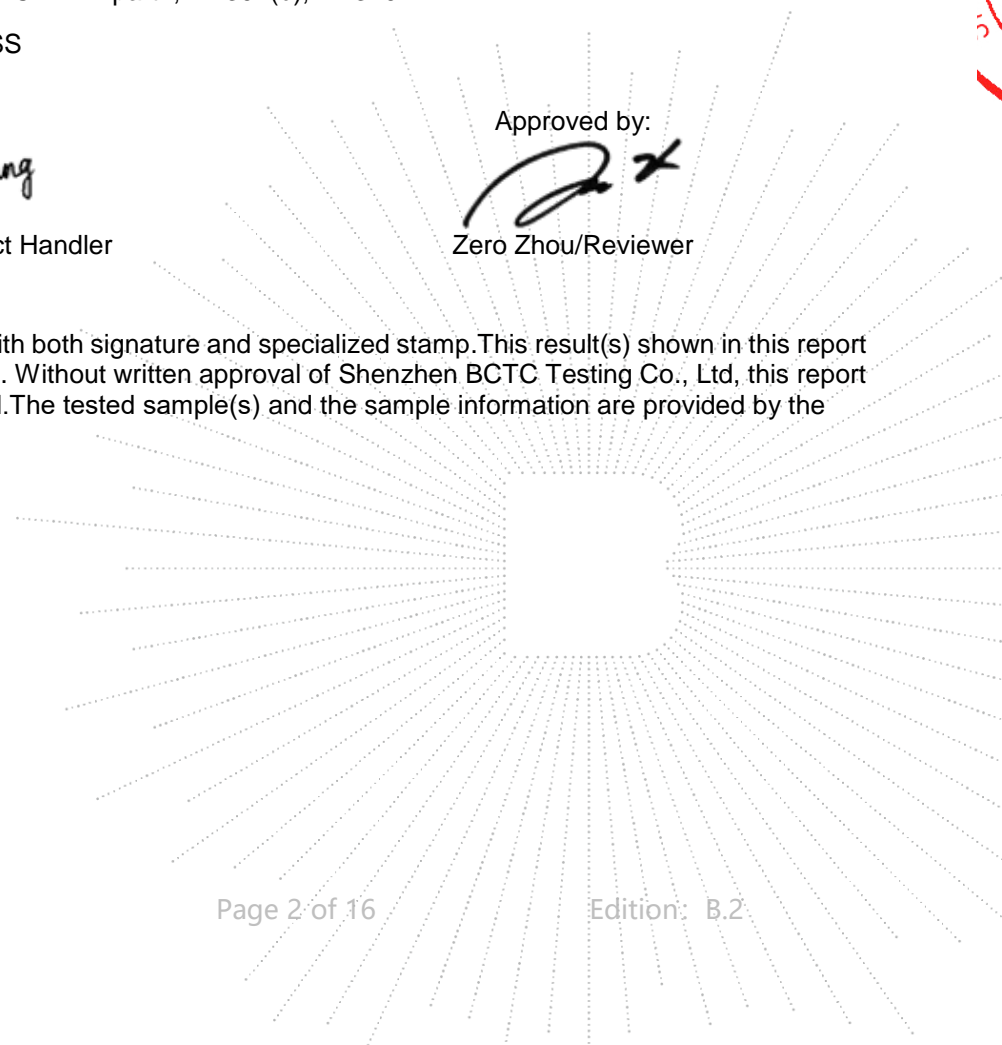 SS
Approved by:
ng
ct Handler
Zero Zhou/Reviewer
ith both signature and specialized stamp.This result(s) shown in this report
. Without written approval of Shenzhen BCTC Testing Co., Ltd, this report
.The tested sample(s) and the sample information are provided by the
Page 2 of 16
Edition: B.2